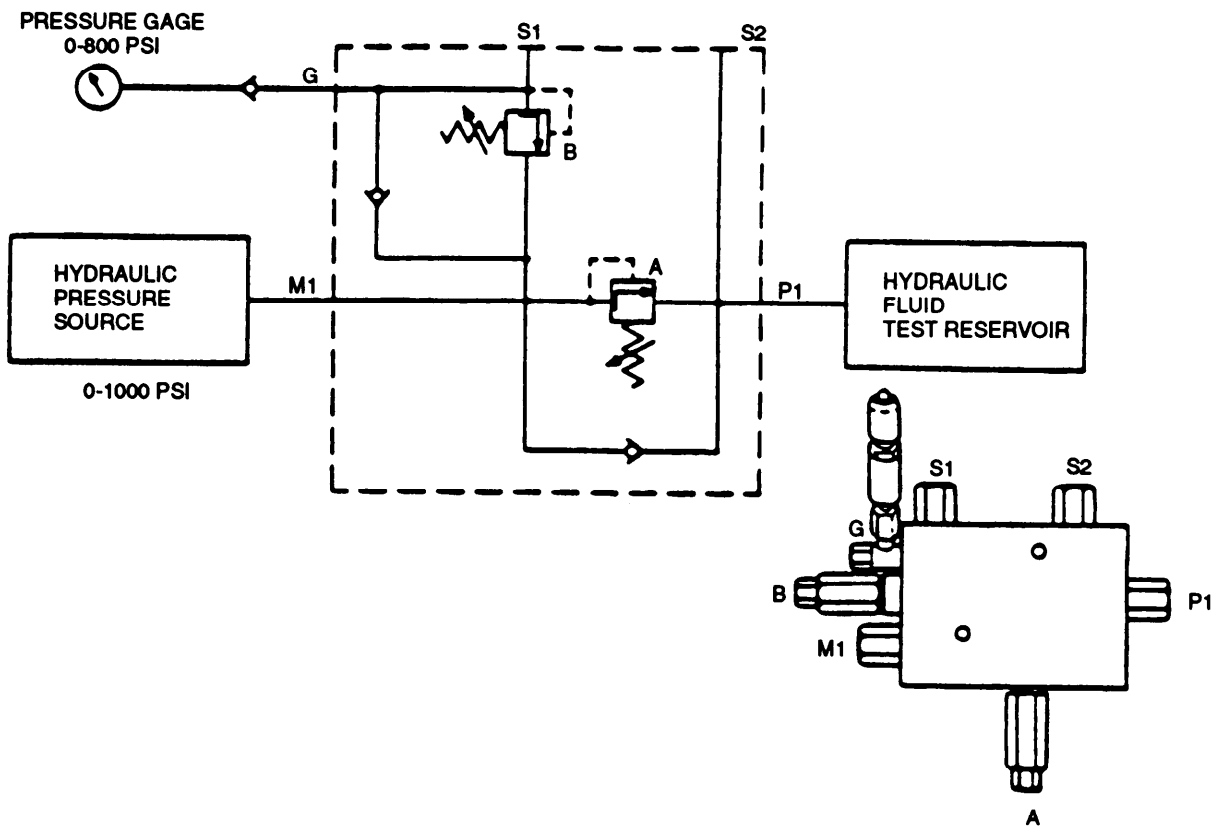 PRESSURE GAGE
0-800 PSI
S1
S2
G
B
HYDRAULIC
PRESSURE
SOURCE
0-1000 PSI
M1
A
P1
HYDRAULIC
FLUID
TEST RESERVOIR
S1
S2
G
B
P1
M1
A